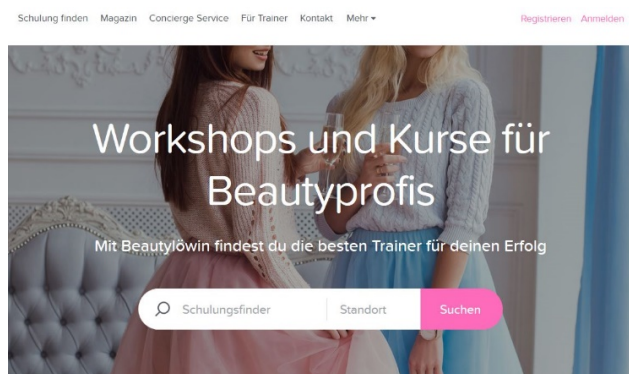 Schulung finden Magazin Concierge Service Für Trainer Kontakt Mehr
Registrieren Anmelden
Workshops und Kurse für
Beautyprofis
Mit Beautylöwin findest du die besten Trainer für deinen Erfolg
Schulungsfinder Standort Suchen